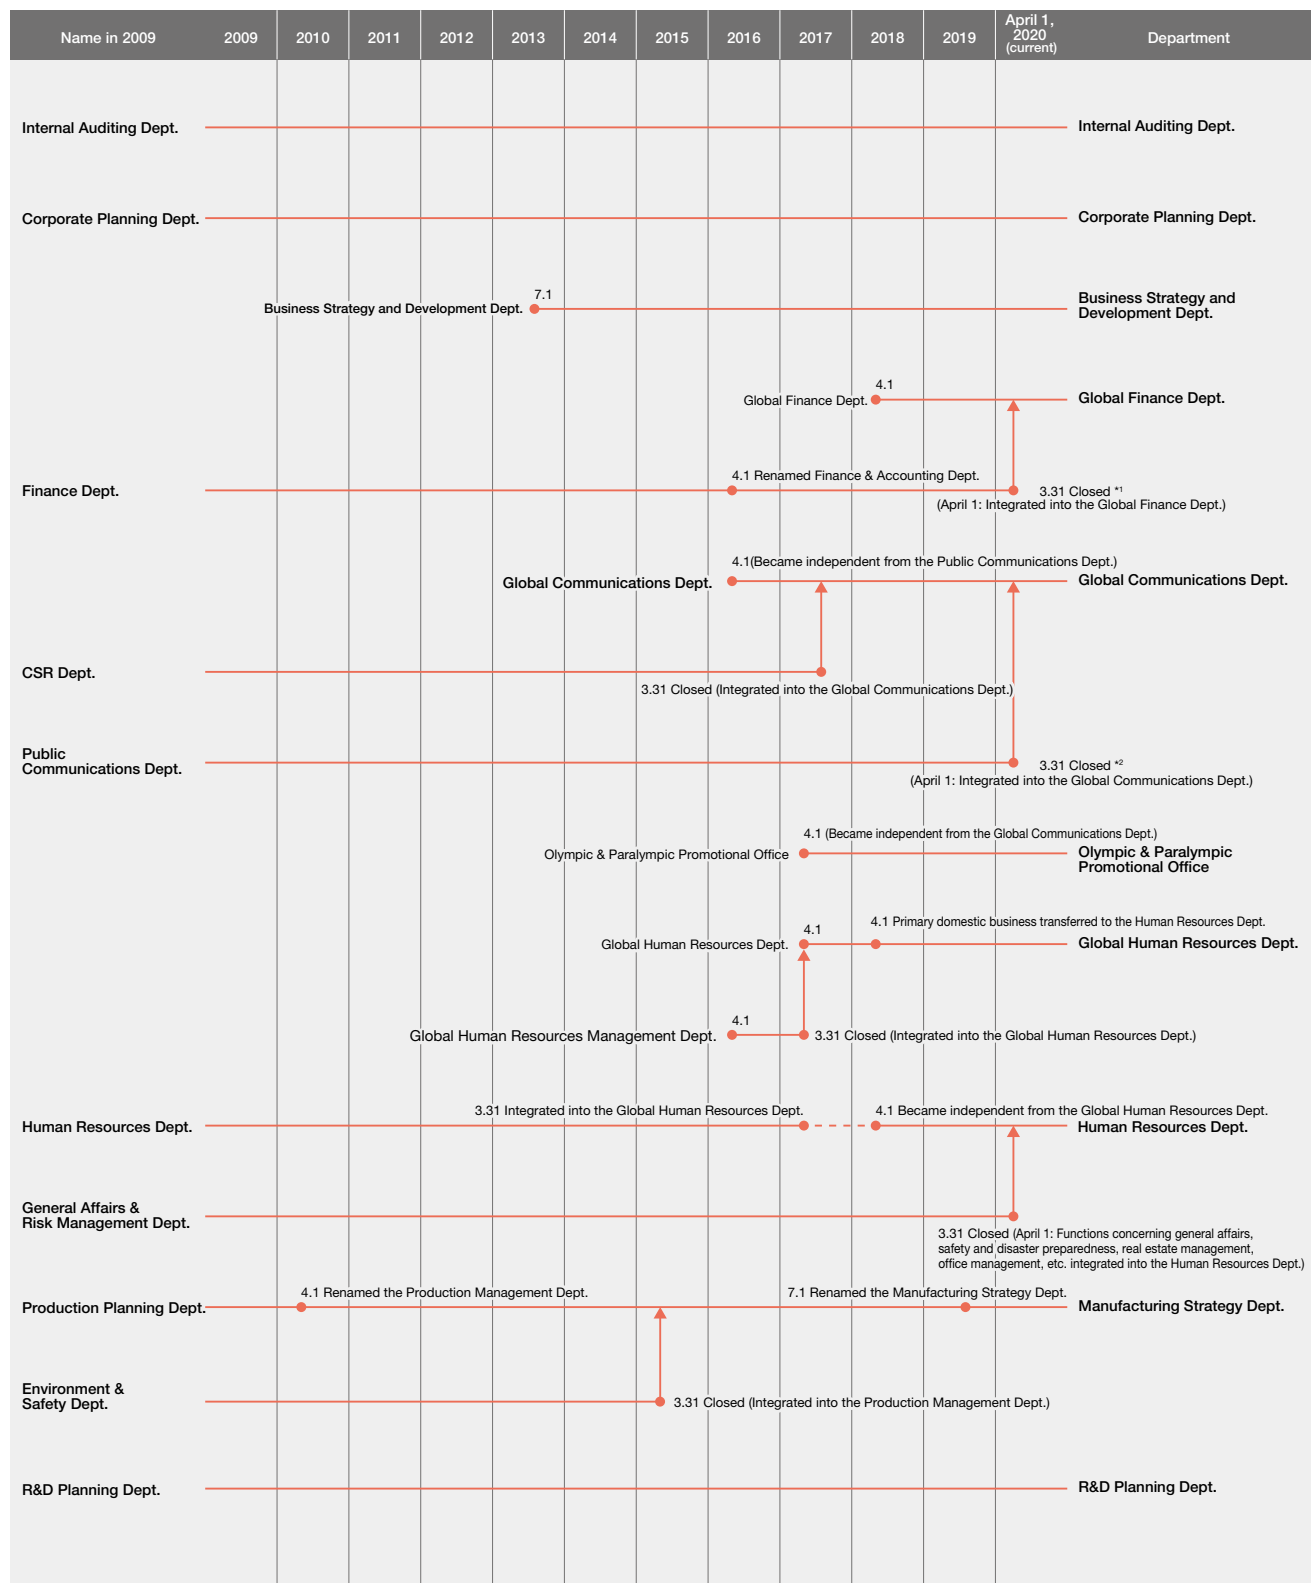 Name in 2009 2009 2010 2011 2012 2013 2014 2015 2016 2017 2018 2019 April 1, 2020 (current) Department
Internal Auditing Dept. Internal Auditing Dept.
Corporate Planning Dept. Corporate Planning Dept.
7.1
Business Strategy and Development Dept.
Business Strategy and
Development Dept.
4.1
Global Finance Dept. Global Finance Dept.
4.1 Renamed Finance & Accounting Dept.
Finance Dept. 3.31 Closed *1
(April 1: Integrated into the Global Finance Dept.)
4.1(Became independent from the Public Communications Dept.)
Global Communications Dept. Global Communications Dept.
CSR Dept.
3.31 Closed (Integrated into the Global Communications Dept.)
Public
Communications Dept.
3.31 Closed *2
(April 1: Integrated into the Global Communications Dept.)
4.1 (Became independent from the Global Communications Dept.)
Olympic & Paralympic Promotional Office
Olympic & Paralympic
Promotional Office
4.1 4.1 Primary domestic business transferred to the Human Resources Dept.
Global Human Resources Dept. Global Human Resources Dept.
4.1
Global Human Resources Management Dept. 3.31 Closed (Integrated into the Global Human Resources Dept.)
3.31 Integrated into the Global Human Resources Dept. 4.1 Became independent from the Global Human Resources Dept.
Human Resources Dept. Human Resources Dept.
General Affairs &
Risk Management Dept.
3.31 Closed (April 1: Functions concerning general affairs,
safety and disaster preparedness, real estate management,
office management, etc. integrated into the Human Resources Dept.)
4.1 Renamed the Production Management Dept. 7.1 Renamed the Manufacturing Strategy Dept.
Production Planning Dept. Manufacturing Strategy Dept.
Environment &
Safety Dept.
3.31 Closed (Integrated into the Production Management Dept.)
R&D Planning Dept. R&D Planning Dept.